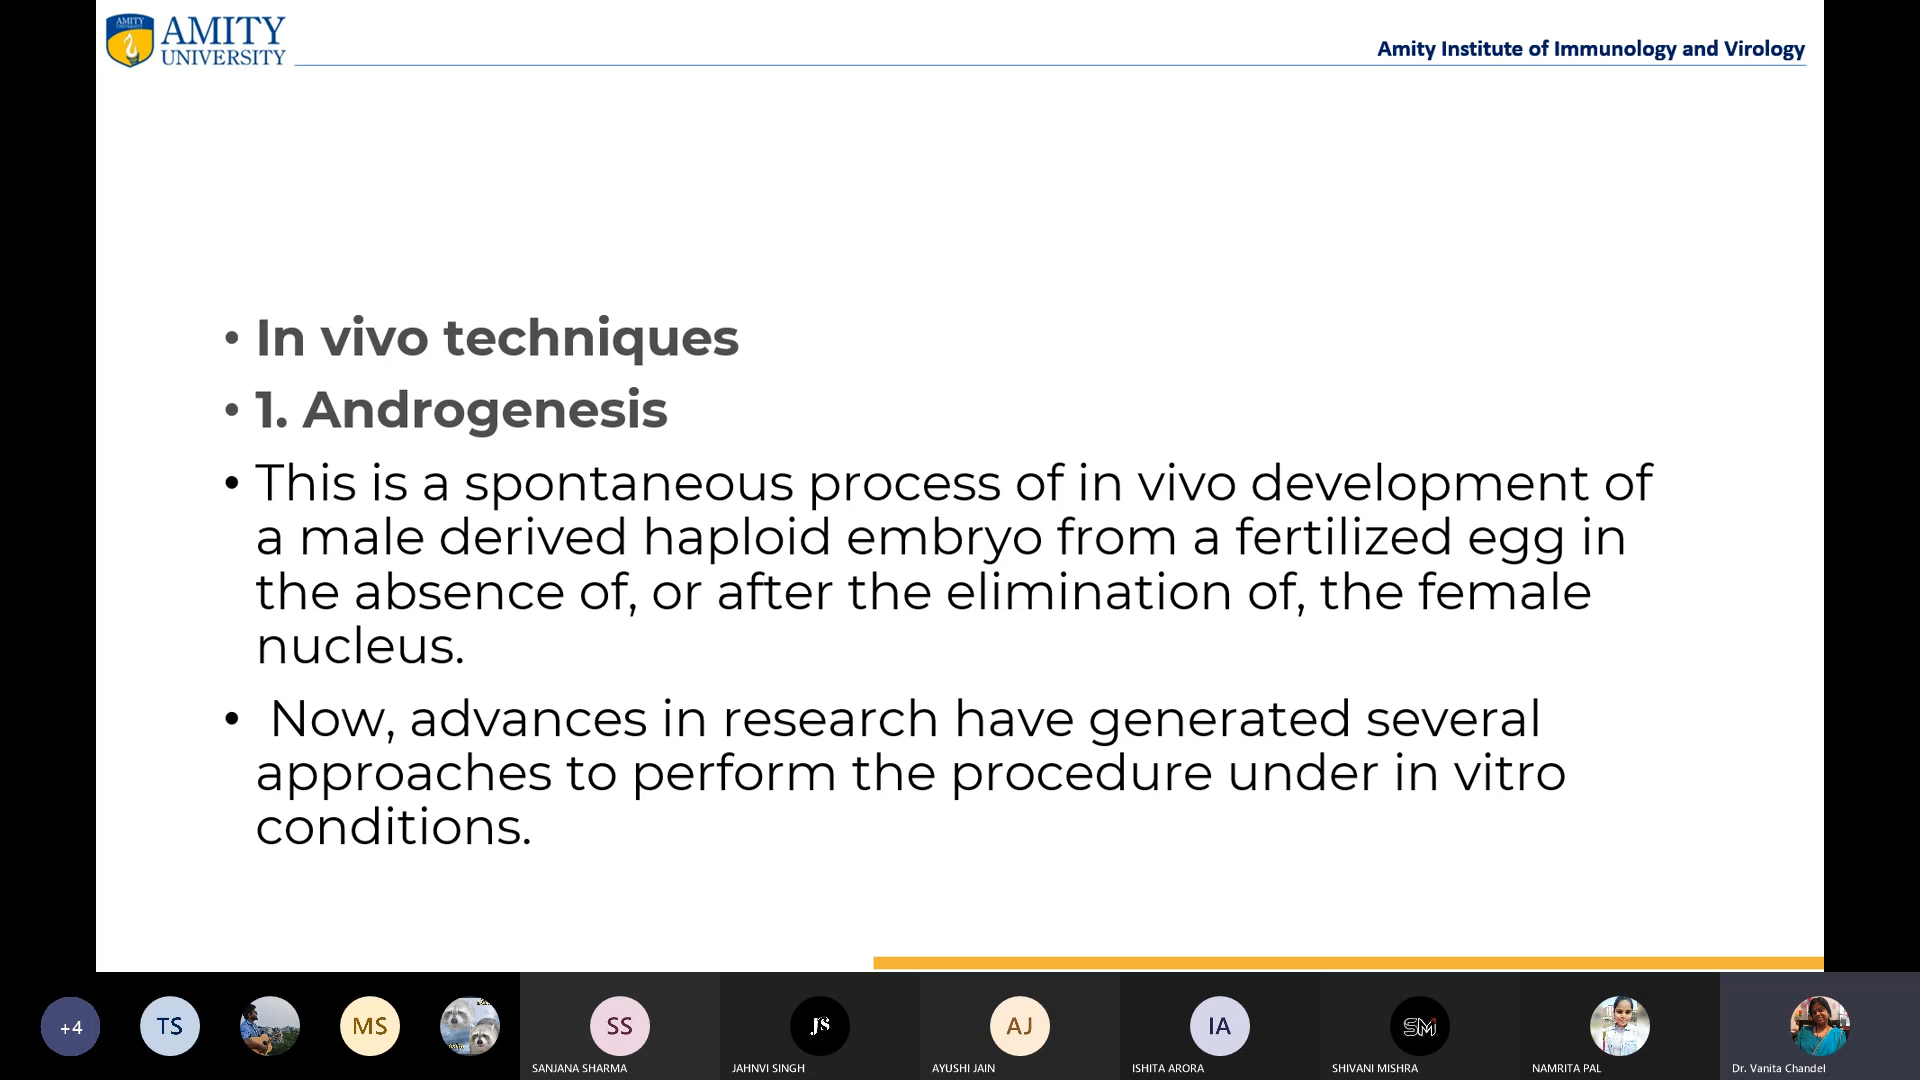 AMITY
UNIVERSITY
AMITY
Amity Institute of Immunology and Virology
• In vivo techniques
• 1. Androgenesis
• This is a spontaneous process of in vivo development of
a male derived haploid embryo from a fertilized egg in
the absence of, or after the elimination of, the female
nucleus.
• Now, advances in research have generated several
approaches to perform the procedure under in vitro
conditions.
+4
TS
MS
SS
JS
AJ
IA
SM
SANJANA SHARMA
JAHNVI SINGH
AYUSHI JAIN
ISHITA ARORA
SHIVANI MISHRA
NAMRITA PAL
Dr. Vanita Chandel